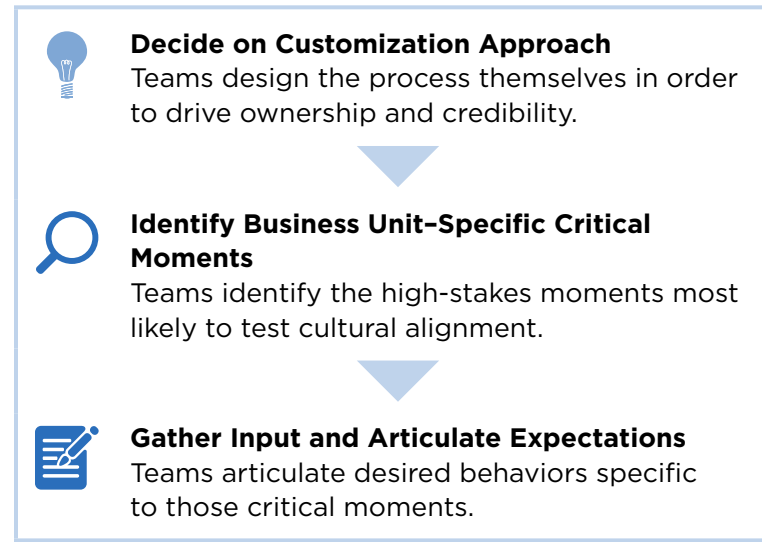 Decide on Customization Approach
Teams design the process themselves in order
to drive ownership and credibility.
Identify Business Unit–Specific Critical
Moments
Teams identify the high-stakes moments most
likely to test cultural alignment.
Gather Input and Articulate Expectations
Teams articulate desired behaviors specific
to those critical moments.